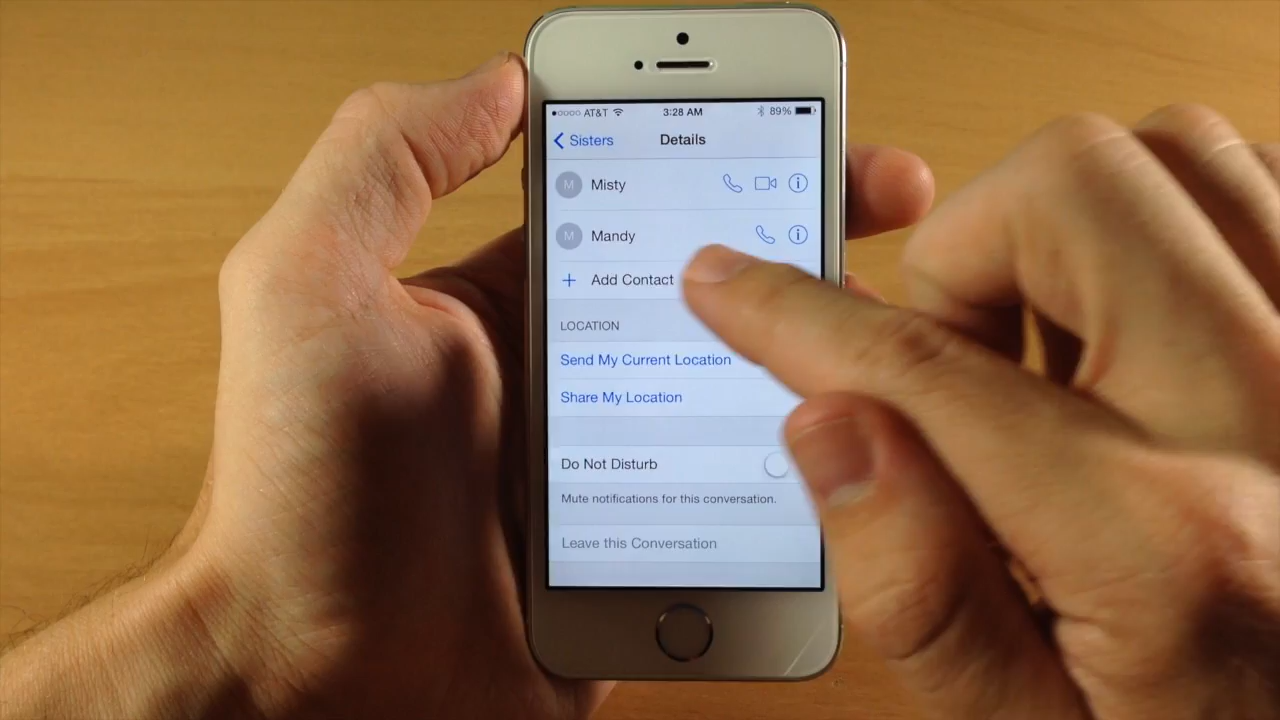 AT&T 3:28 AM 89%
Sisters Details
M Misty
M Mandy
+ Add Contact
LOCATION
Send My Current Location
Share My Location
Do Not Disturb
Mute notifications for this conversation.
Leave this Conversation